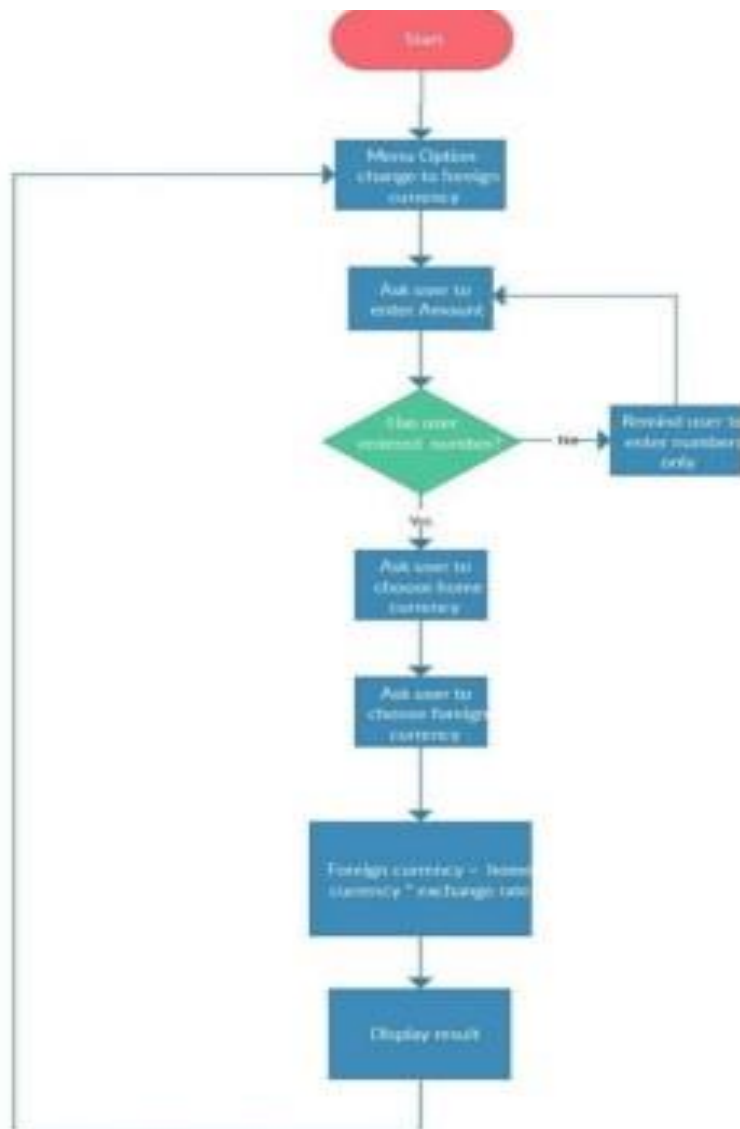 Start
Menu Option
change to foreign
currency
Ask user to
enter Amount
Has user
entered number?
No
Remind user to
enter numbers
only
Yes
Ask user to
choose home
currency
Ask user to
choose foreign
currency
Foreign currency = home
currency * exchange rate
Display result